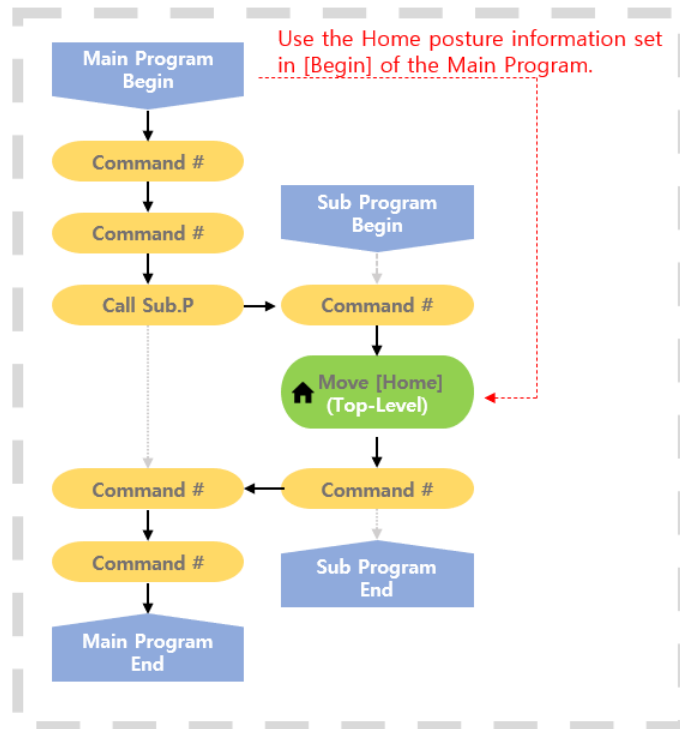 Use the Home posture information set
in [Begin] of the Main Program.
Main Program
Begin
Command #
Command #
Call Sub.P
Sub Program
Begin
Command #
Move [Home]
(Top-Level)
Command #
Sub Program
End
Command #
Command #
Main Program
End